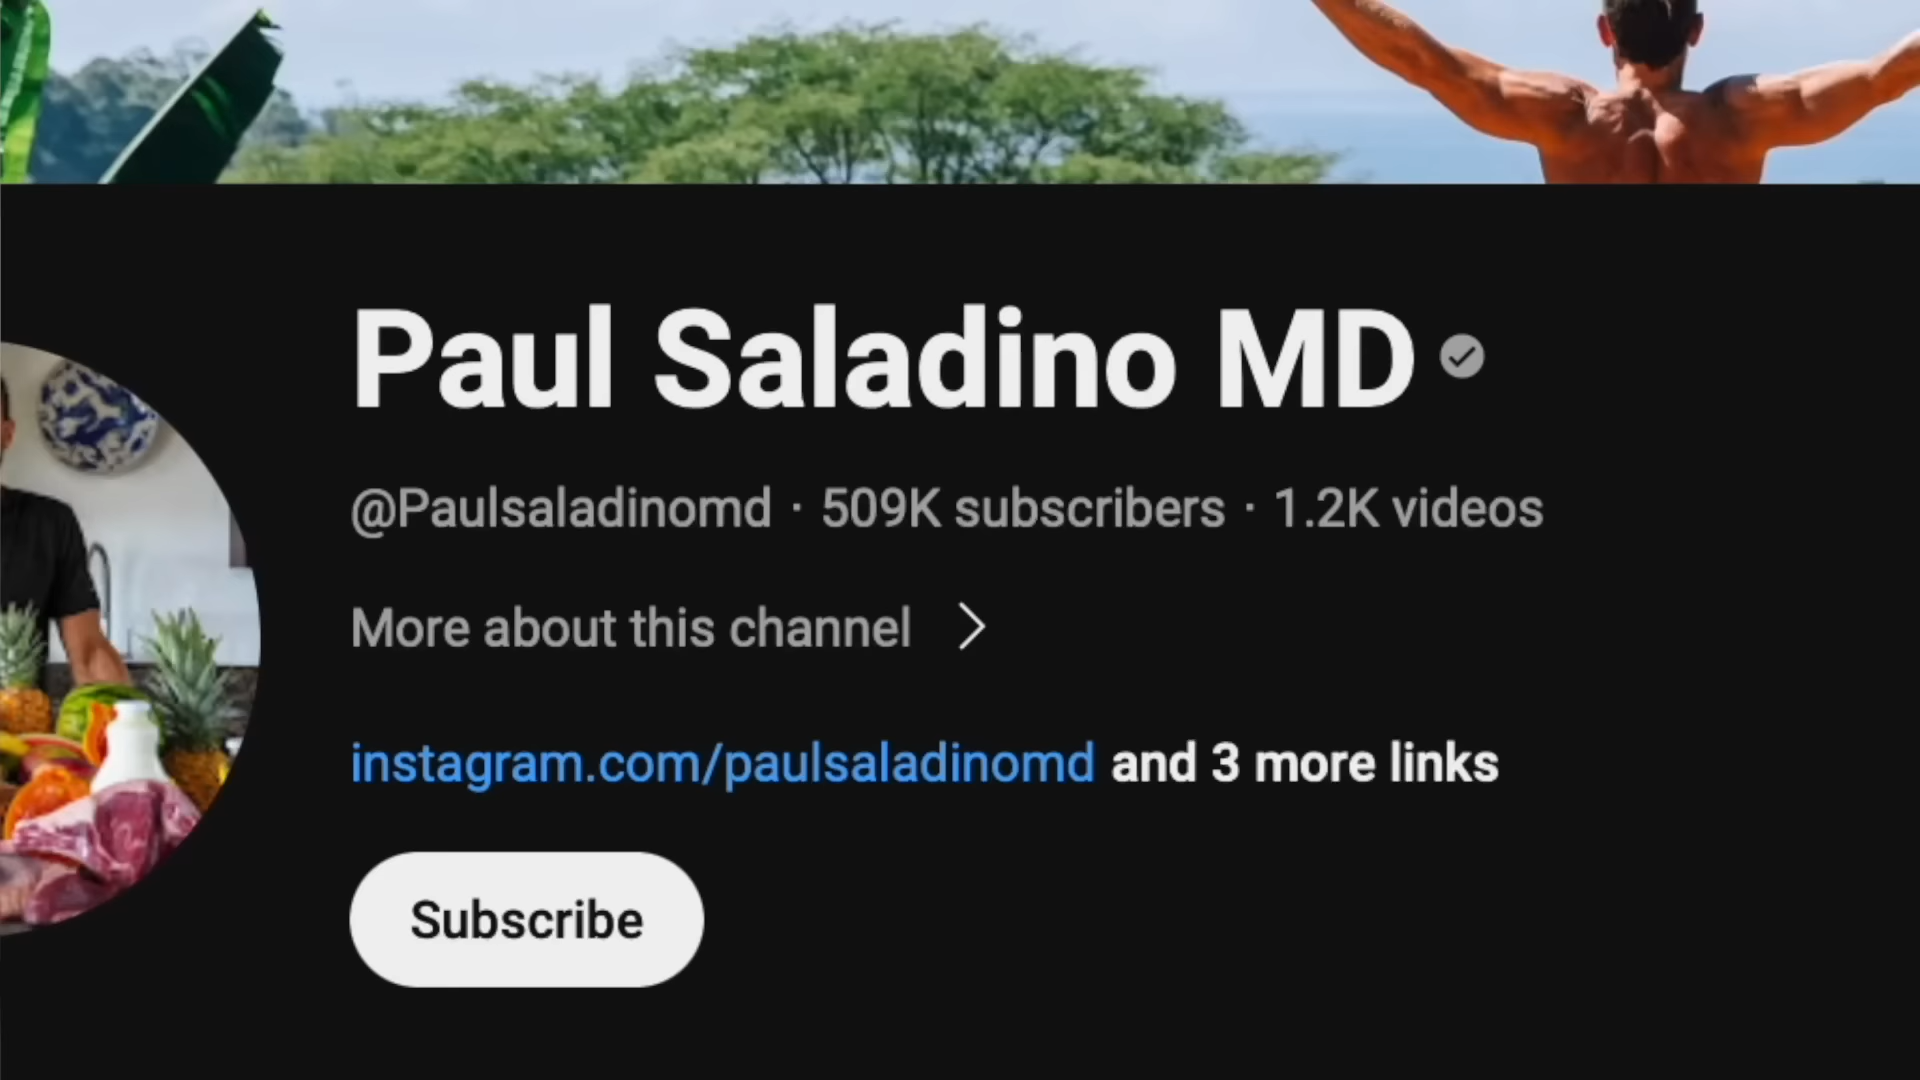 Paul Saladino MD
@Paulsaladinomd · 509K subscribers · 1.2K videos
More about this channel
instagram.com/paulsaladinomd and 3 more links
Subscribe